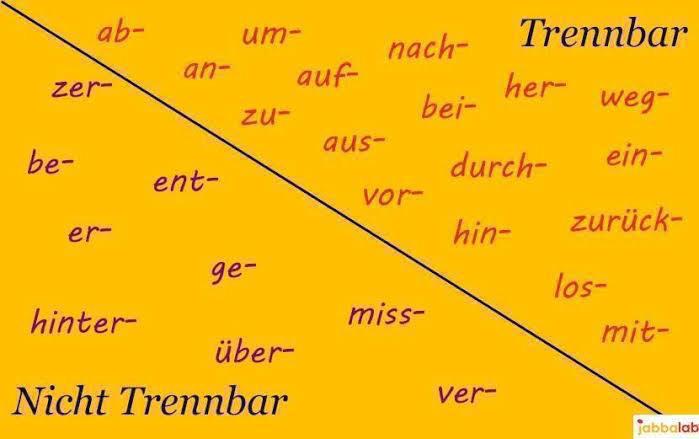 Trennbar
ab-
um-
nach-
an-
auf-
her-
weg-
zu-
bei-
aus-
durch-
ein-
vor-
hin-
zurück-
los-
mit-
zer-
be-
ent-
er-
ge-
hinter-
miss-
über-
ver-
Nicht Trennbar
jabbalab